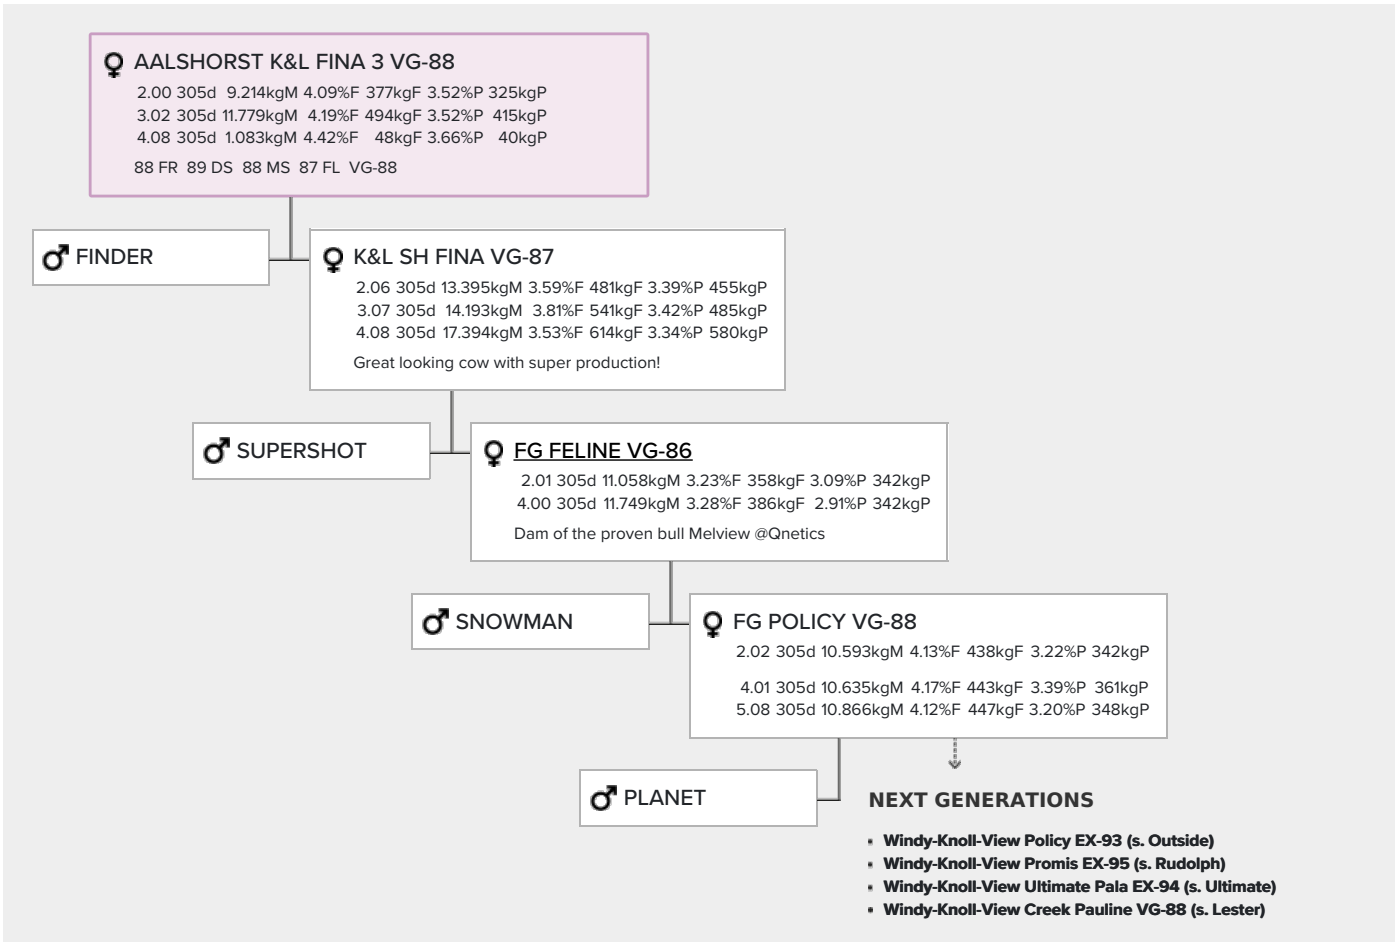 AALSHORST K&L FINA 3 VG-88
2.00 305d 9.214kgM 4.09%F 377kgF 3.52%P 325kgP
3.02 305d 11.779kgM 4.19%F 494kgF 3.52%P 415kgP
4.08 305d 1.083kgM 4.42%F 48kgF 3.66%P 40kgP
88 FR 89 DS 88 MS 87 FL VG-88
FINDER
K&L SH FINA VG-87
2.06 305d 13.395kgM 3.59%F 481kgF 3.39%P 455kgP
3.07 305d 14.193kgM 3.81%F 541kgF 3.42%P 485kgP
4.08 305d 17.394kgM 3.53%F 614kgF 3.34%P 580kgP
Great looking cow with super production!
SUPERSHOT
FG FELINE VG-86
2.01 305d 11.058kgM 3.23%F 358kgF 3.09%P 342kgP
4.00 305d 11.749kgM 3.28%F 386kgF 2.91%P 342kgP
Dam of the proven bull Melview @Qnetics
SNOWMAN
FG POLICY VG-88
2.02 305d 10.593kgM 4.13%F 438kgF 3.22%P 342kgP
4.01 305d 10.635kgM 4.17%F 443kgF 3.39%P 361kgP
5.08 305d 10.866kgM 4.12%F 447kgF 3.20%P 348kgP
PLANET
NEXT GENERATIONS
Windy-Knoll-View Policy EX-93 (s. Outside)
Windy-Knoll-View Promis EX-95 (s. Rudolph)
Windy-Knoll-View Ultimate Pala EX-94 (s. Ultimate)
Windy-Knoll-View Creek Pauline VG-88 (s. Lester)